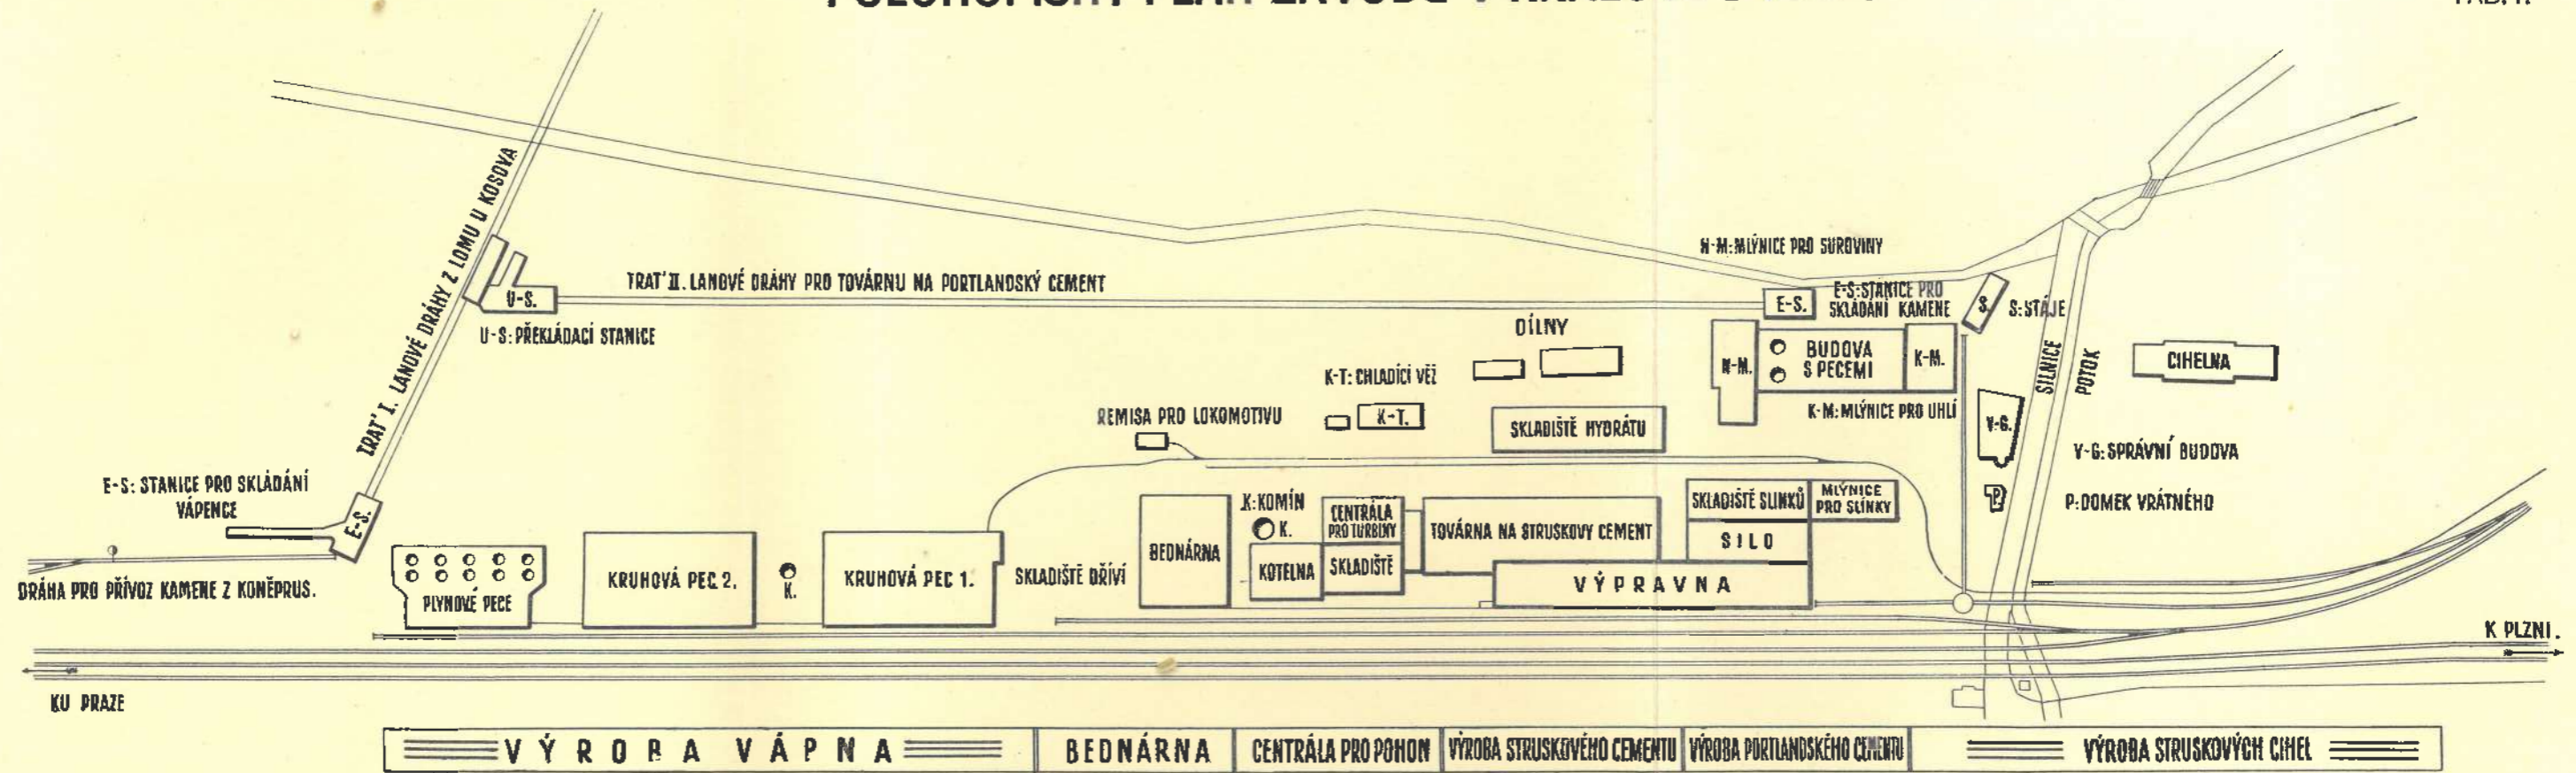 TAB. I.
TRAŤ I. LANOVÉ DRÁHY Z LOMU U KOSOVA
U-S.
TRAŤ II. LANOVÉ DRÁHY PRO TOVÁRNU NA PORTLANDSKÝ CEMENT
U-S: PŘEKLÁDACÍ STANICE
N-M: MLÝNICE PRO SUROVINY
E-S.
E-S: STANICE PRO
SKLÁDÁNÍ KAMENE
S.
S: STÁJE
DÍLNY
N-M.
BUDOVA
S PECEMI
K-M.
SILNICE
POTOK
CIHELNA
K-T: CHLADÍCÍ VĚŽ
K-T.
REMISA PRO LOKOMOTIVU
SKLADIŠTĚ HYDRÁTU
K-M: MLÝNICE PRO UHLÍ
V-G.
V-G: SPRÁVNÍ BUDOVA
P.
P: DOMEK VRÁTNÉHO
E-S: STANICE PRO SKLÁDÁNÍ
VÁPENCE
E-S.
DRÁHA PRO PŘÍVOZ KAMENE Z KONĚPRUS.
PLYNOVÉ PECE
KRUHOVÁ PEC 2.
K.
KRUHOVÁ PEC 1.
SKLADIŠTĚ DŘÍVÍ
BEDNÁRNA
K: KOMÍN
K.
KOTELNA
CENTRÁLA
PRO TURBINY
SKLADIŠTĚ
TOVÁRNA NA STRUSKOVÝ CEMENT
SKLADIŠTĚ SLINKŮ
MLÝNICE
PRO SLÍNKY
SILO
VÝPRAVNA
K PLZNI.
KU PRAZE
VÝROBA VÁPNA
BEDNÁRNA
CENTRÁLA PRO POHON
VÝROBA STRUSKOVÉHO CEMENTU
VÝROBA PORTLANDSKÉHO CEMENTU
VÝROBA STRUSKOVÝCH CIHEL